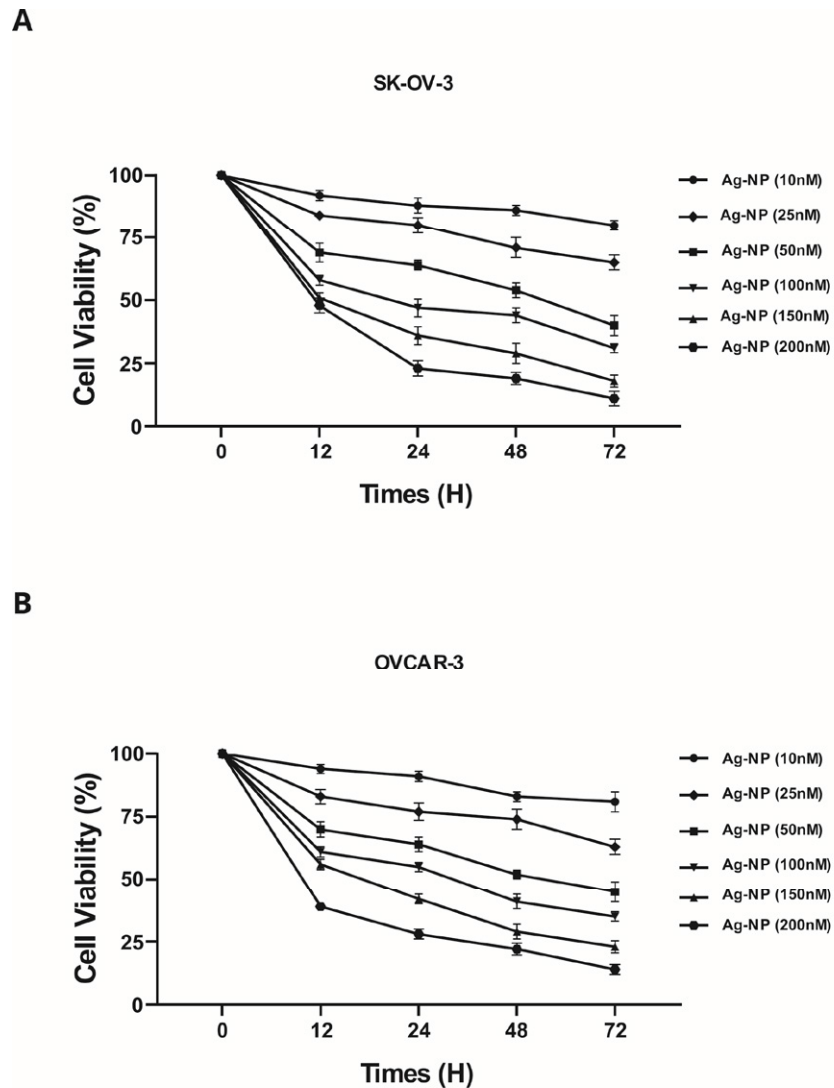 A
SK-OV-3
Cell Viability (%)
100
75
50
25
0
0 12 24 48 72
Times (H)
Ag-NP (10nM)
Ag-NP (25nM)
Ag-NP (50nM)
Ag-NP (100nM)
Ag-NP (150nM)
Ag-NP (200nM)
B
OVCAR-3
Cell Viability (%)
100
75
50
25
0
0 12 24 48 72
Times (H)
Ag-NP (10nM)
Ag-NP (25nM)
Ag-NP (50nM)
Ag-NP (100nM)
Ag-NP (150nM)
Ag-NP (200nM)